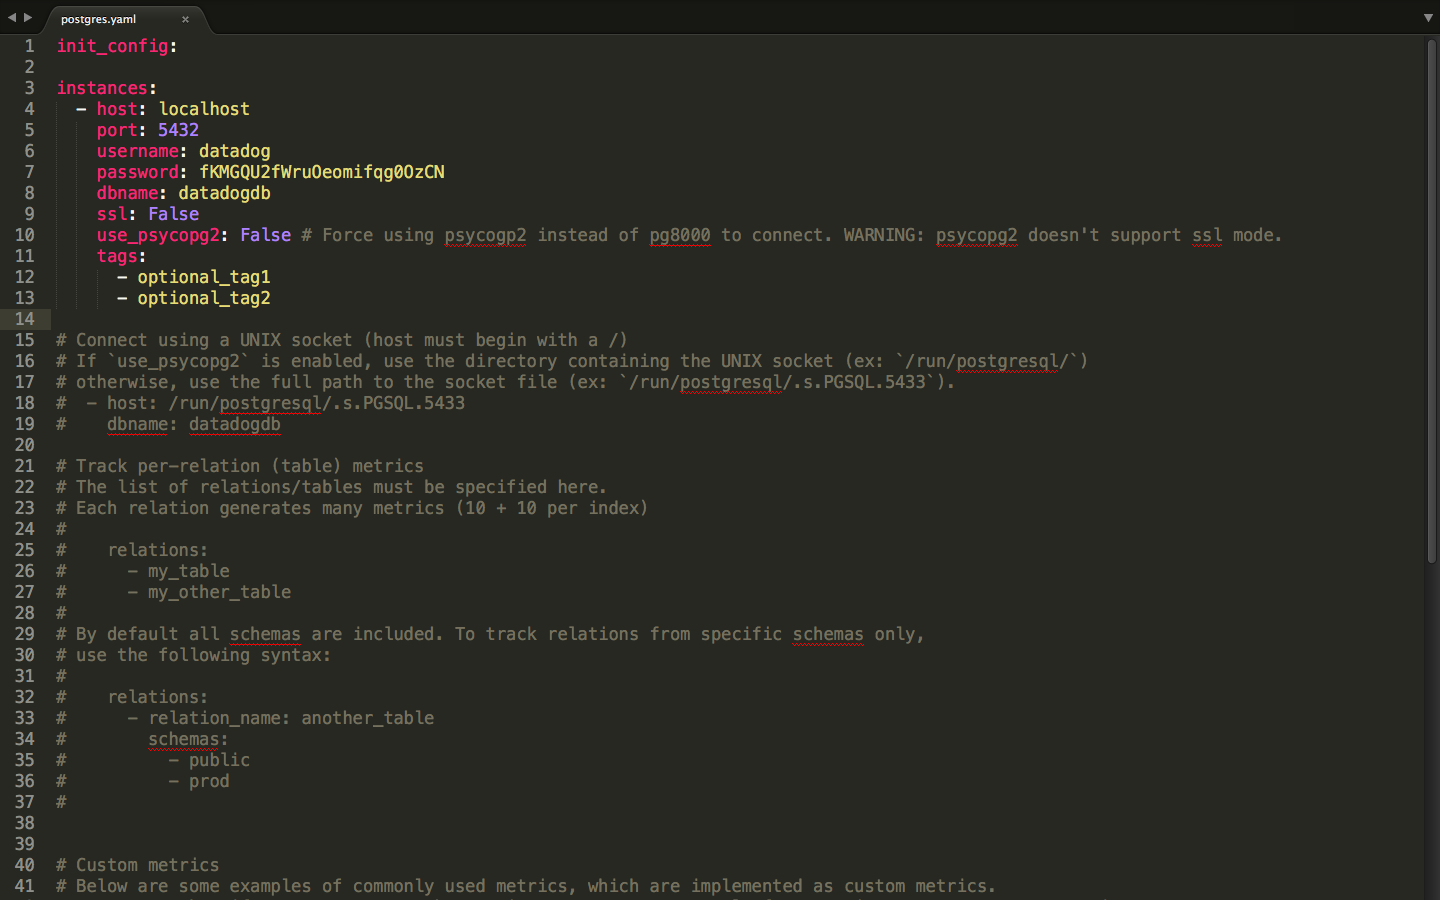 postgres.yaml ×
1 init_config:
2
3 instances:
4   - host: localhost
5     port: 5432
6     username: datadog
7     password: fKMGQU2fWruOeomifqg0OzCN
8     dbname: datadogdb
9     ssl: False
10     use_psycopg2: False # Force using psycogp2 instead of pg8000 to connect. WARNING: psycopg2 doesn't support ssl mode.
11     tags:
12       - optional_tag1
13       - optional_tag2
14
15 # Connect using a UNIX socket (host must begin with a /)
16 # If `use_psycopg2` is enabled, use the directory containing the UNIX socket (ex: `/run/postgresql/`)
17 # otherwise, use the full path to the socket file (ex: `/run/postgresql/.s.PGSQL.5433`).
18 #  - host: /run/postgresql/.s.PGSQL.5433
19 #    dbname: datadogdb
20
21 # Track per-relation (table) metrics
22 # The list of relations/tables must be specified here.
23 # Each relation generates many metrics (10 + 10 per index)
24 #
25 #    relations:
26 #      - my_table
27 #      - my_other_table
28 #
29 # By default all schemas are included. To track relations from specific schemas only,
30 # use the following syntax:
31 #
32 #    relations:
33 #      - relation_name: another_table
34 #        schemas:
35 #          - public
36 #          - prod
37 #
38
39
40 # Custom metrics
41 # Below are some examples of commonly used metrics, which are implemented as custom metrics.